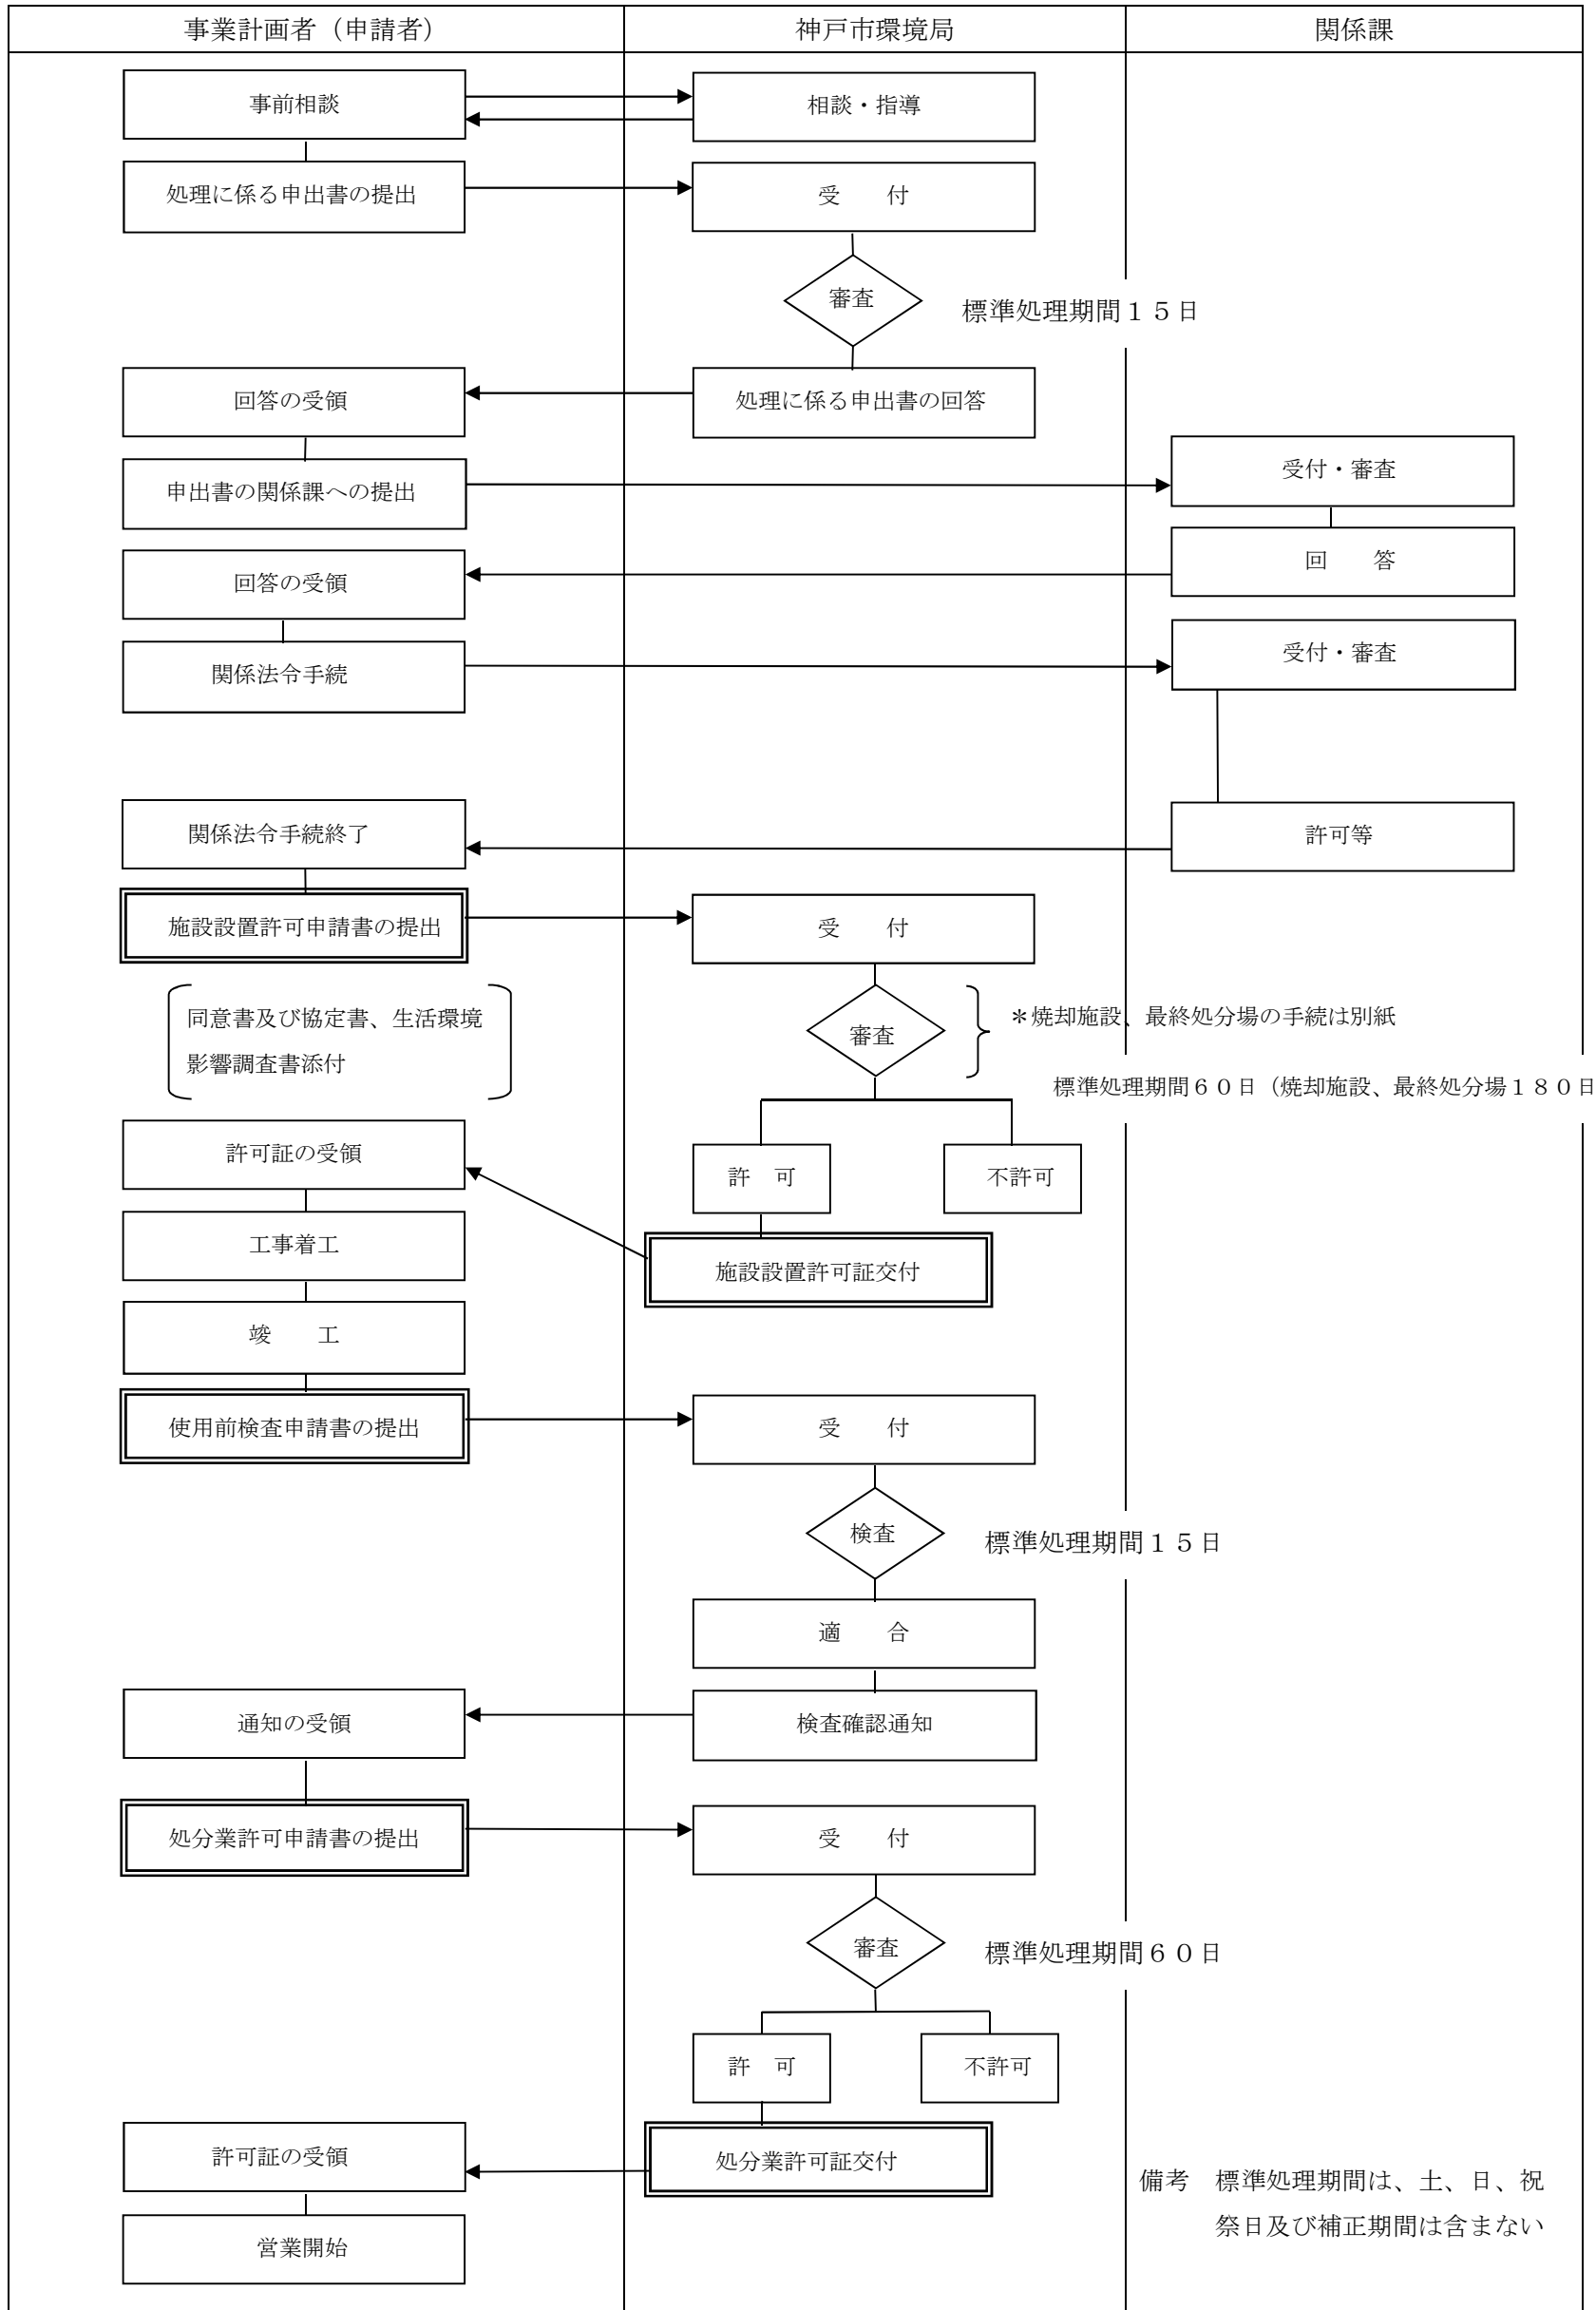 事業計画者（申請者）
神戸市環境局
関係課
事前相談
相談・指導
処理に係る申出書の提出
受　　付
審査
標準処理期間１５日
回答の受領
処理に係る申出書の回答
申出書の関係課への提出
受付・審査
回　　答
回答の受領
関係法令手続
受付・審査
関係法令手続終了
許可等
施設設置許可申請書の提出
受　　付
同意書及び協定書、生活環境
影響調査書添付
審査
＊焼却施設、最終処分場の手続は別紙
標準処理期間６０日（焼却施設、最終処分場１８０日
許可証の受領
許　可
不許可
工事着工
施設設置許可証交付
竣　　工
使用前検査申請書の提出
受　　付
検査
標準処理期間１５日
適　　合
通知の受領
検査確認通知
処分業許可申請書の提出
受　　付
審査
標準処理期間６０日
許　可
不許可
許可証の受領
処分業許可証交付
備考　標準処理期間は、土、日、祝
祭日及び補正期間は含まない
営業開始